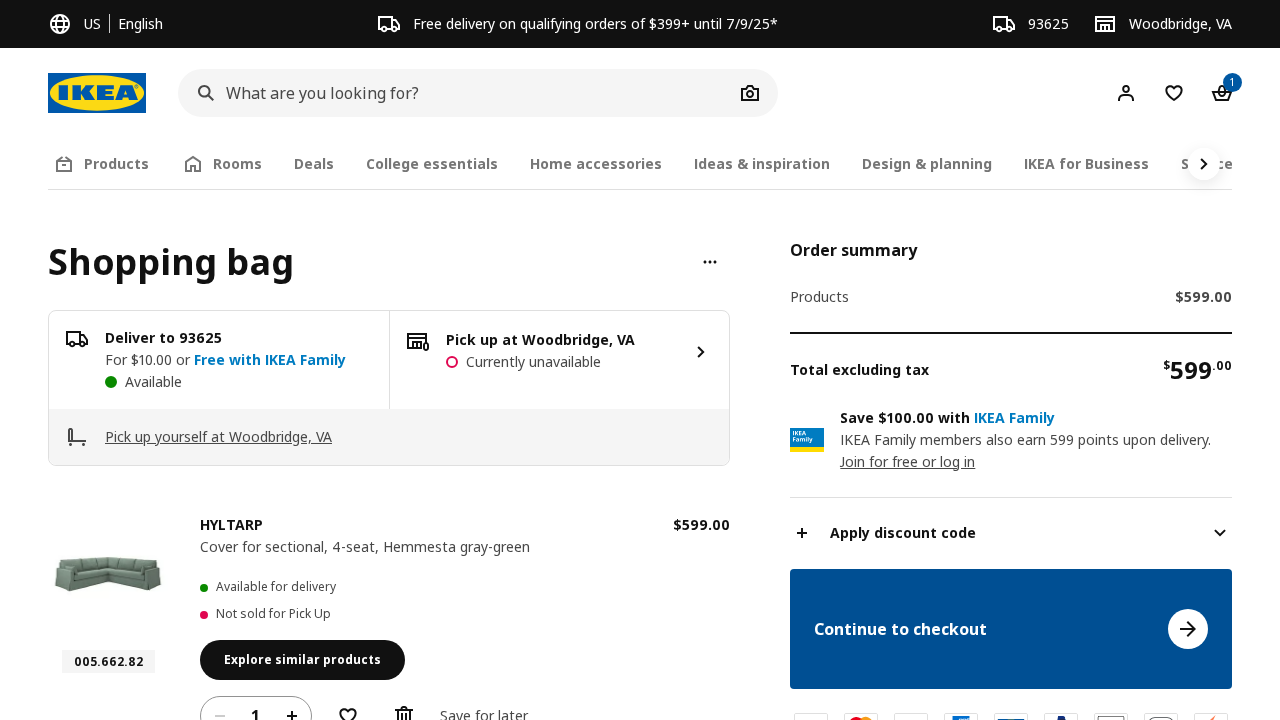 US
English
Free delivery on qualifying orders of $399+ until 7/9/25*
93625
Woodbridge, VA
IKEA
What are you looking for?
1
Products
Rooms
Deals
College essentials
Home accessories
Ideas & inspiration
Design & planning
IKEA for Business
Shopping bag
Deliver to 93625
For $10.00 or Free with IKEA Family
Available
Pick up at Woodbridge, VA
Currently unavailable
Pick up yourself at Woodbridge, VA
HYLTARP
$599.00
Cover for sectional, 4-seat, Hemmesta gray-green
Available for delivery
Not sold for Pick Up
005.662.82
Explore similar products
1
Save for later
Order summary
Products
$599.00
Total excluding tax
$599.00
IKEA
Family
Save $100.00 with IKEA Family
IKEA Family members also earn 599 points upon delivery.
Join for free or log in
Apply discount code
Continue to checkout